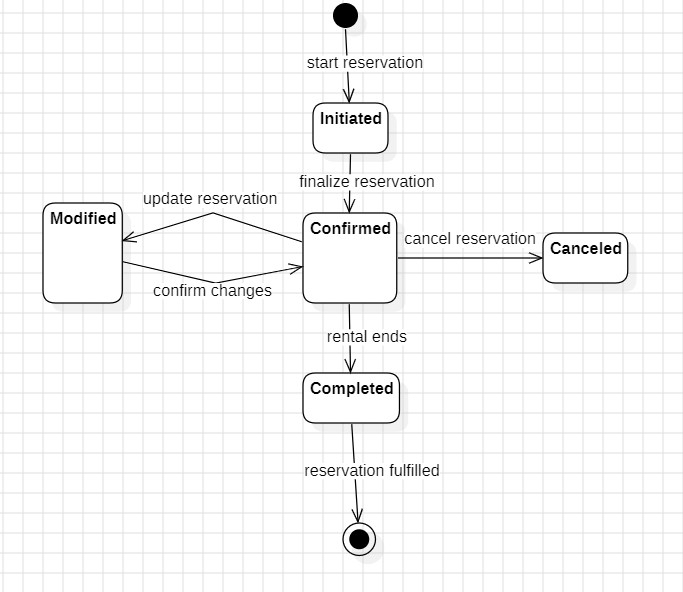 start reservation
Initiated
finalize reservation
update reservation
Modified
Confirmed
cancel reservation
Canceled
confirm changes
rental ends
Completed
reservation fulfilled